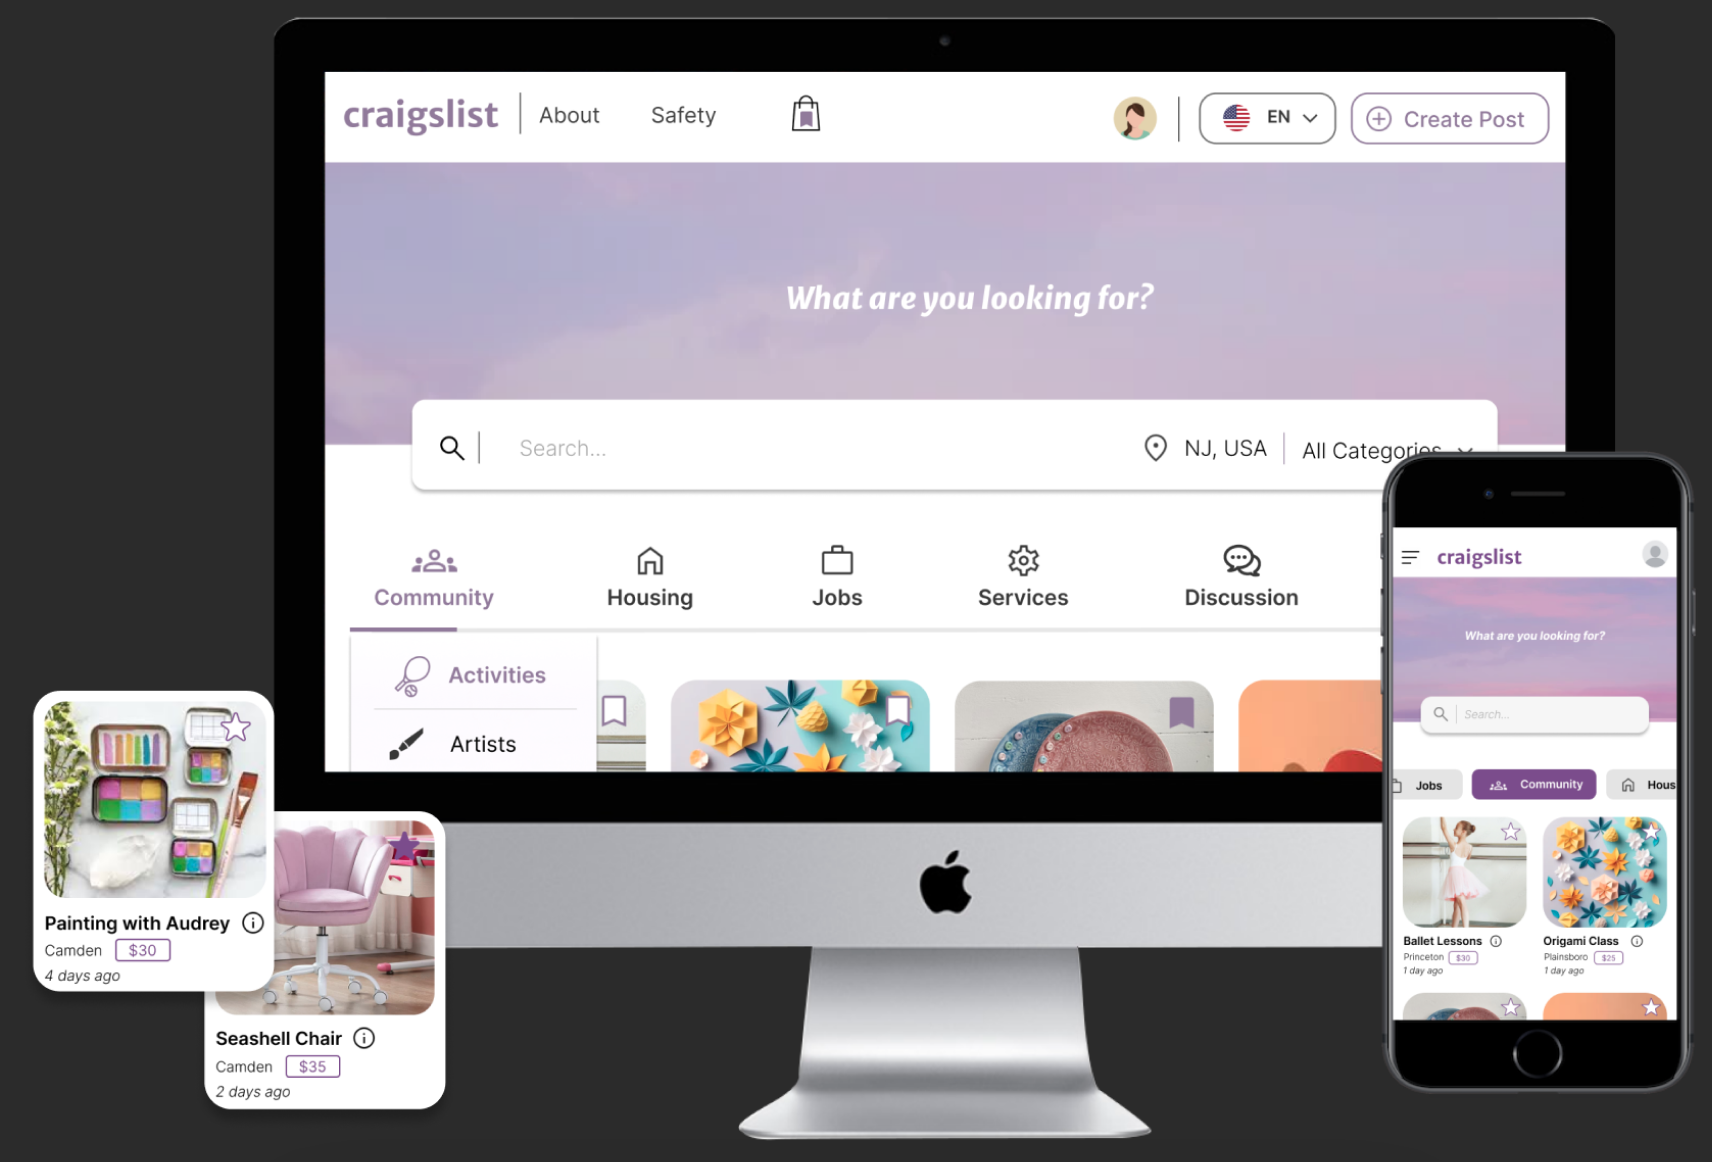 craigslist
About
Safety
EN
Create Post
What are you looking for?
Search...
NJ, USA
All Categories
Community
Housing
Jobs
Services
Discussion
Activities
Artists
Painting with Audrey
Camden $30
4 days ago
Seashell Chair
Camden $35
2 days ago
craigslist
What are you looking for?
Search...
Jobs
Community
Hous
Ballet Lessons
Princeton $30
1 day ago
Origami Class
Plainsboro $25
1 day ago